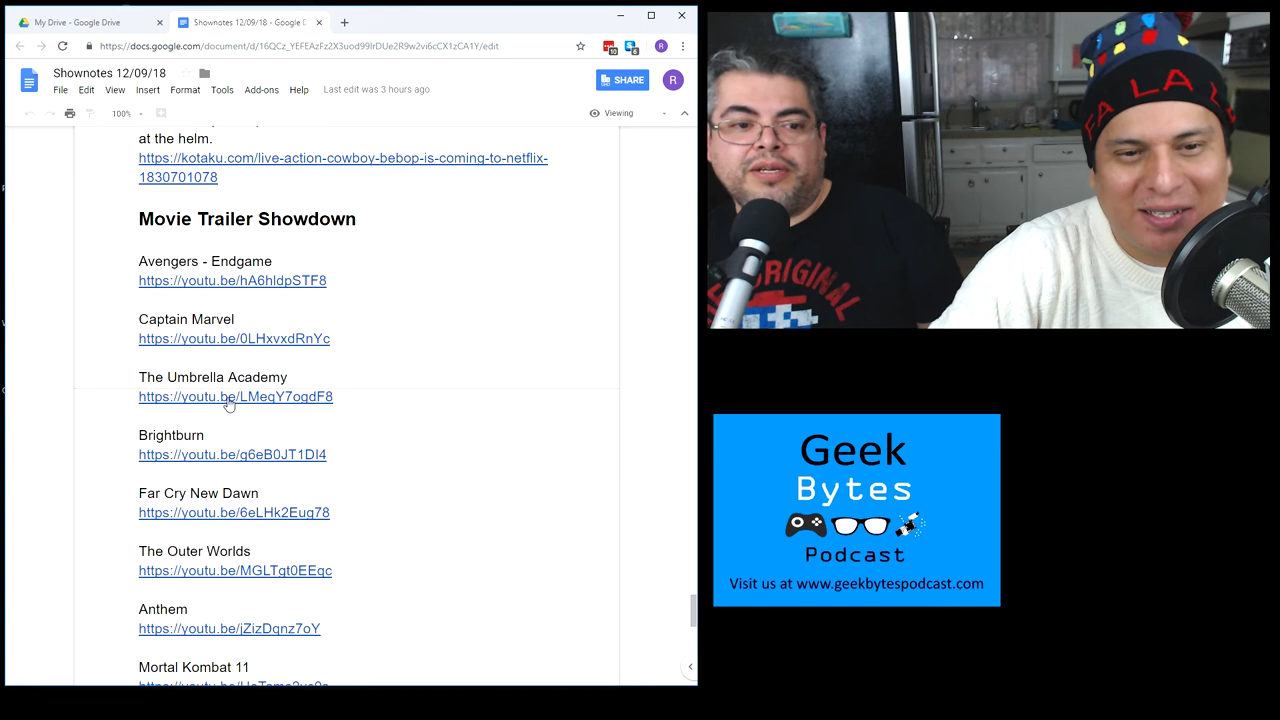 My Drive - Google Drive
Shownotes 12/09/18 - Google D
https://docs.google.com/document/d/16QCz_YEFEAzFz2X3uod99IrDUe2R9w2vi6cCX1zCA1Y/edit
Shownotes 12/09/18
File Edit View Insert Format Tools Add-ons Help Last edit was 3 hours ago
SHARE
R
100%
Viewing
at the helm.
https://kotaku.com/live-action-cowboy-bebop-is-coming-to-netflix-
1830701078
Movie Trailer Showdown
Avengers - Endgame
https://youtu.be/hA6hldpSTF8
Captain Marvel
https://youtu.be/0LHxvxdRnYc
The Umbrella Academy
https://youtu.be/LMeqY7oqdF8
Brightburn
https://youtu.be/g6eB0JT1DI4
Far Cry New Dawn
https://youtu.be/6eLHk2Eug78
The Outer Worlds
https://youtu.be/MGLTgt0EEqc
Anthem
https://youtu.be/jZizDqnz7oY
Mortal Kombat 11
FA LA LA
ORIGINAL
Geek
Bytes
Podcast
Visit us at www.geekbytespodcast.com